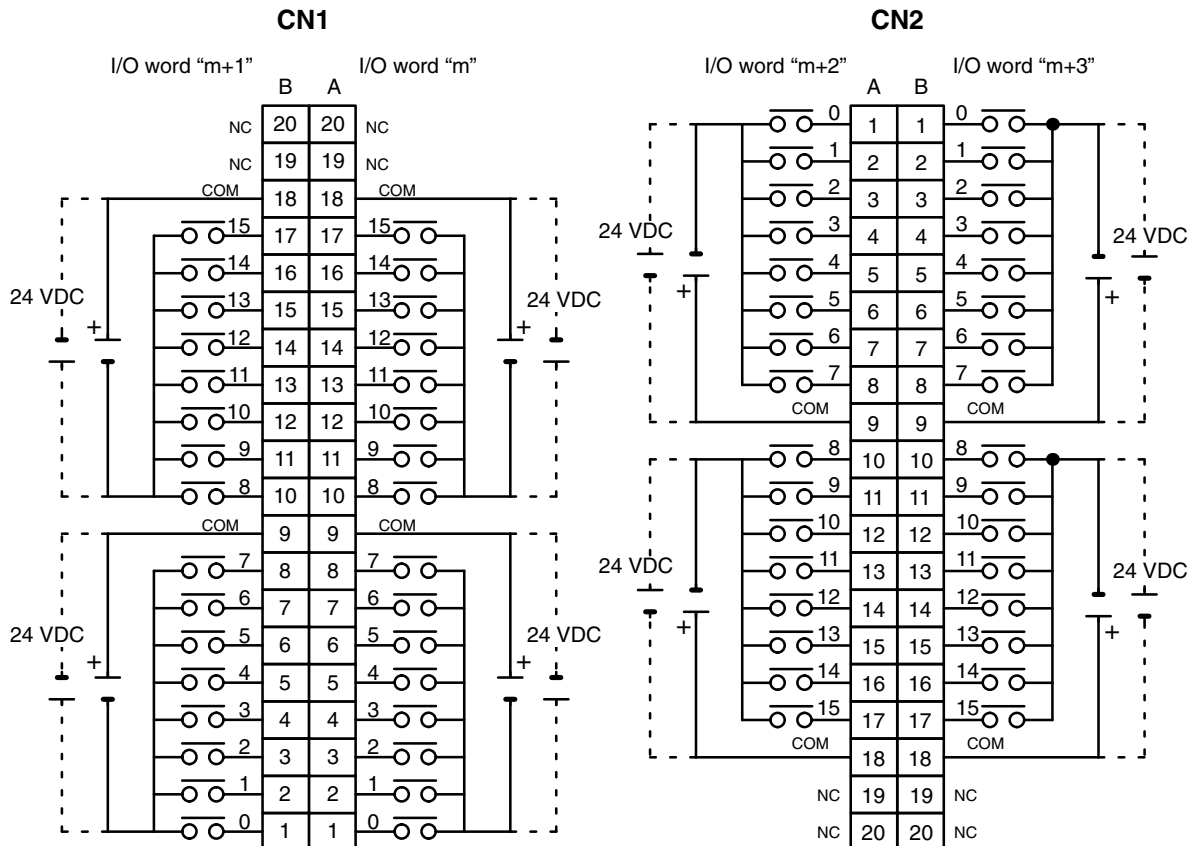 CN1
CN2
I/O word “m+1”
I/O word “m”
B
A
NC 20 20 NC
NC 19 19 NC
COM 18 18 COM
15 17 17 15
14 16 16 14
13 15 15 13
24 VDC
24 VDC
+
12 14 14 12
11 13 13 11
10 12 12 10
9 11 11 9
8 10 10 8
COM 9 9 COM
7 8 8 7
6 7 7 6
5 6 6 5
24 VDC
24 VDC
+
4 5 5 4
3 4 4 3
2 3 3 2
1 2 2 1
0 1 1 0
I/O word “m+2”
I/O word “m+3”
A
B
0 1 1 0
1 2 2 1
2 3 3 2
3 4 4 3
24 VDC
24 VDC
4 5 5 4
+
+
5 6 6 5
6 7 7 6
7 8 8 7
COM 9 9 COM
8 10 10 8
9 11 11 9
10 12 12 10
11 13 13 11
24 VDC
24 VDC
12 14 14 12
+
+
13 15 15 13
14 16 16 14
15 17 17 15
COM 18 18 COM
NC 19 19 NC
NC 20 20 NC